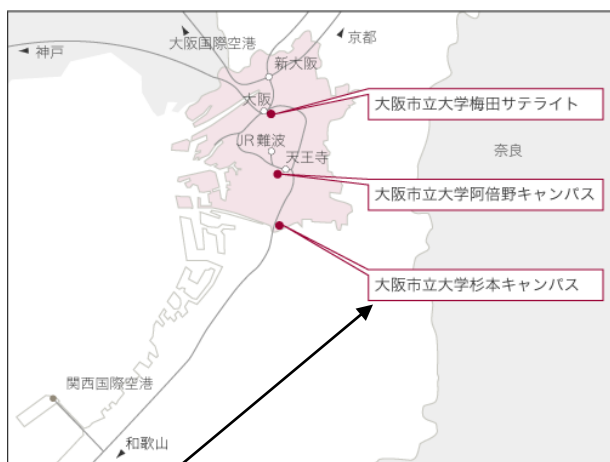 大阪国際空港
京都
神戸
新大阪
大阪
大阪市立大学梅田サテライト
JR難波
奈良
天王寺
大阪市立大学阿倍野キャンパス
大阪市立大学杉本キャンパス
関西国際空港
和歌山